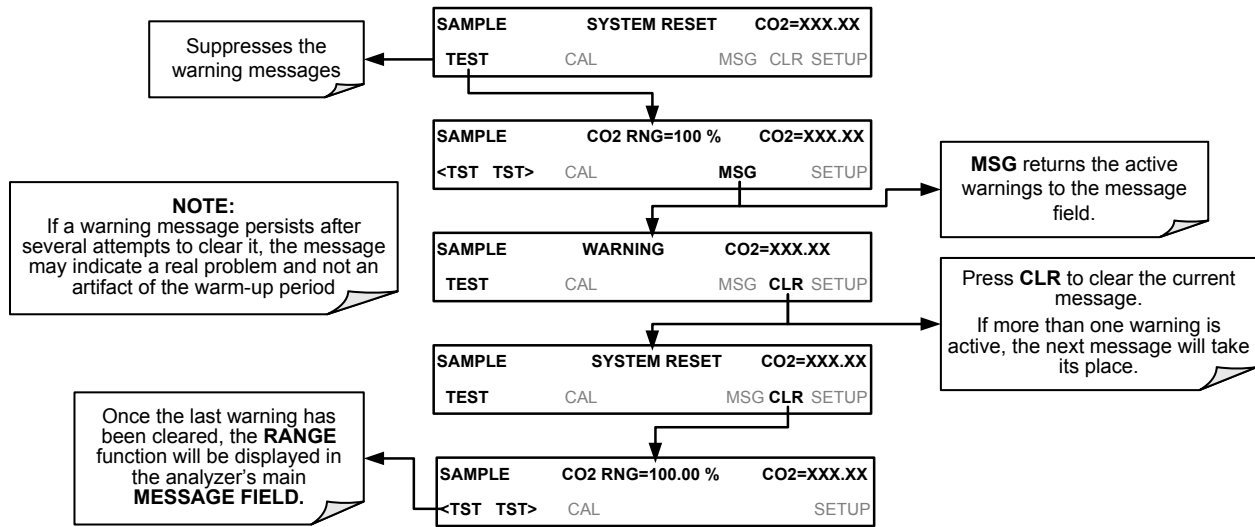 SAMPLE SYSTEM RESET CO2=XXX.XX
TEST CAL MSG CLR SETUP
Suppresses the
warning messages
SAMPLE CO2 RNG=100 % CO2=XXX.XX
<TST TST> CAL MSG SETUP
MSG returns the active
warnings to the message
field.
NOTE:
If a warning message persists after
several attempts to clear it, the message
may indicate a real problem and not an
artifact of the warm-up period
SAMPLE WARNING CO2=XXX.XX
TEST CAL MSG CLR SETUP
Press CLR to clear the current
message.
If more than one warning is
active, the next message will take
its place.
SAMPLE SYSTEM RESET CO2=XXX.XX
TEST CAL MSG CLR SETUP
Once the last warning has
been cleared, the RANGE
function will be displayed in
the analyzer's main
MESSAGE FIELD.
SAMPLE CO2 RNG=100.00 % CO2=XXX.XX
<TST TST> CAL SETUP